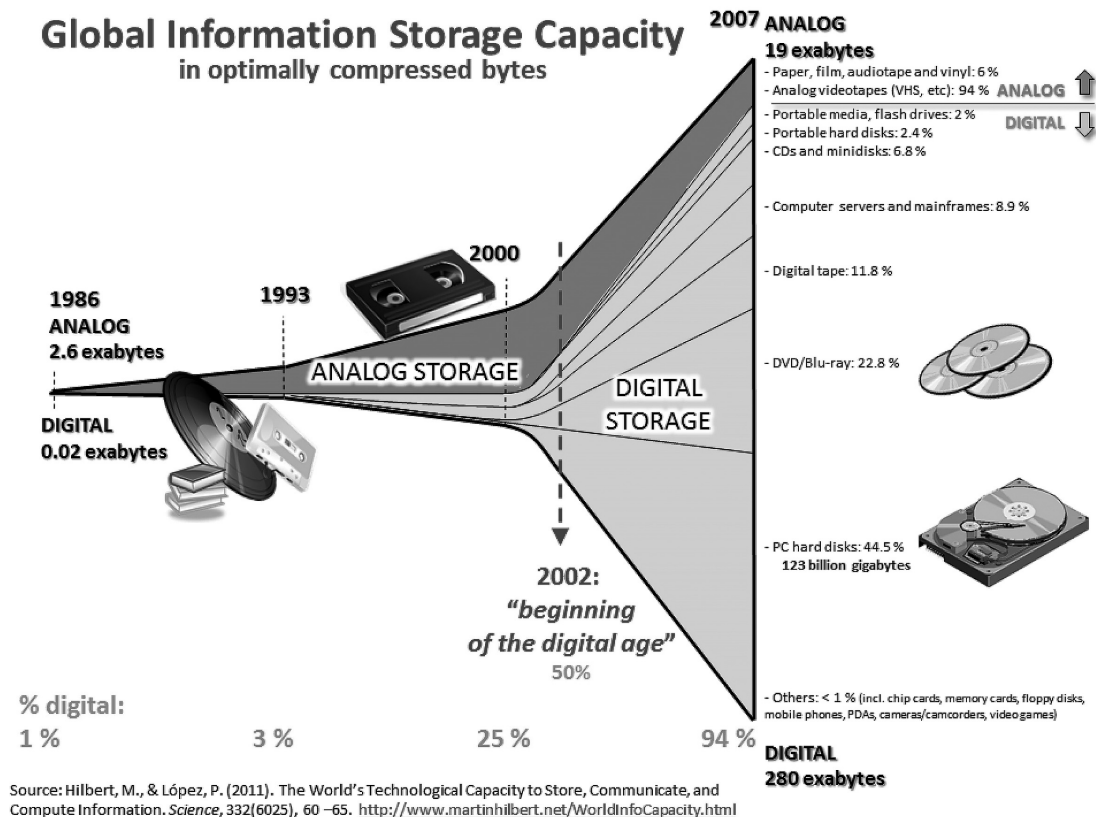 Global Information Storage Capacity
in optimally compressed bytes
2007 ANALOG
19 exabytes
- Paper, film, audiotape and vinyl: 6 %
- Analog videotapes (VHS, etc): 94 %
ANALOG
- Portable media, flash drives: 2 %
DIGITAL
- Portable hard disks: 2.4 %
- CDs and minidisks: 6.8 %
- Computer servers and mainframes: 8.9 %
- Digital tape: 11.8 %
- DVD/Blu-ray: 22.8 %
- PC hard disks: 44.5 %
123 billion gigabytes
- Others: < 1 % (incl. chip cards, memory cards, floppy disks,
mobile phones, PDAs, cameras/camcorders, video games)
DIGITAL
280 exabytes
1986
ANALOG
2.6 exabytes
DIGITAL
0.02 exabytes
1993
2000
ANALOG STORAGE
DIGITAL
STORAGE
2002:
“beginning
of the digital age”
50%
% digital:
1 %
3 %
25 %
94 %
Source: Hilbert, M., & López, P. (2011). The World’s Technological Capacity to Store, Communicate, and
Compute Information. Science, 332(6025), 60 –65. http://www.martinhilbert.net/WorldInfoCapacity.html